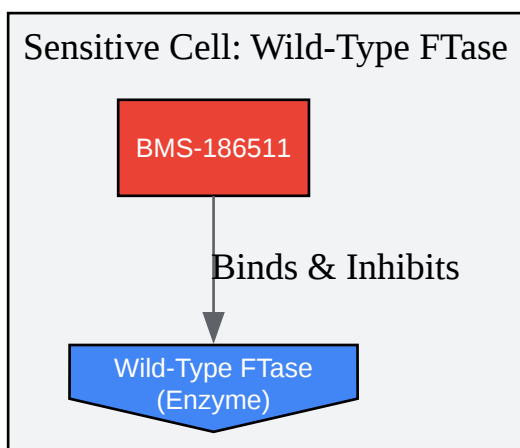 Sensitive Cell: Wild-Type FTase
BMS-186511
Binds & Inhibits
Wild-Type FTase
(Enzyme)